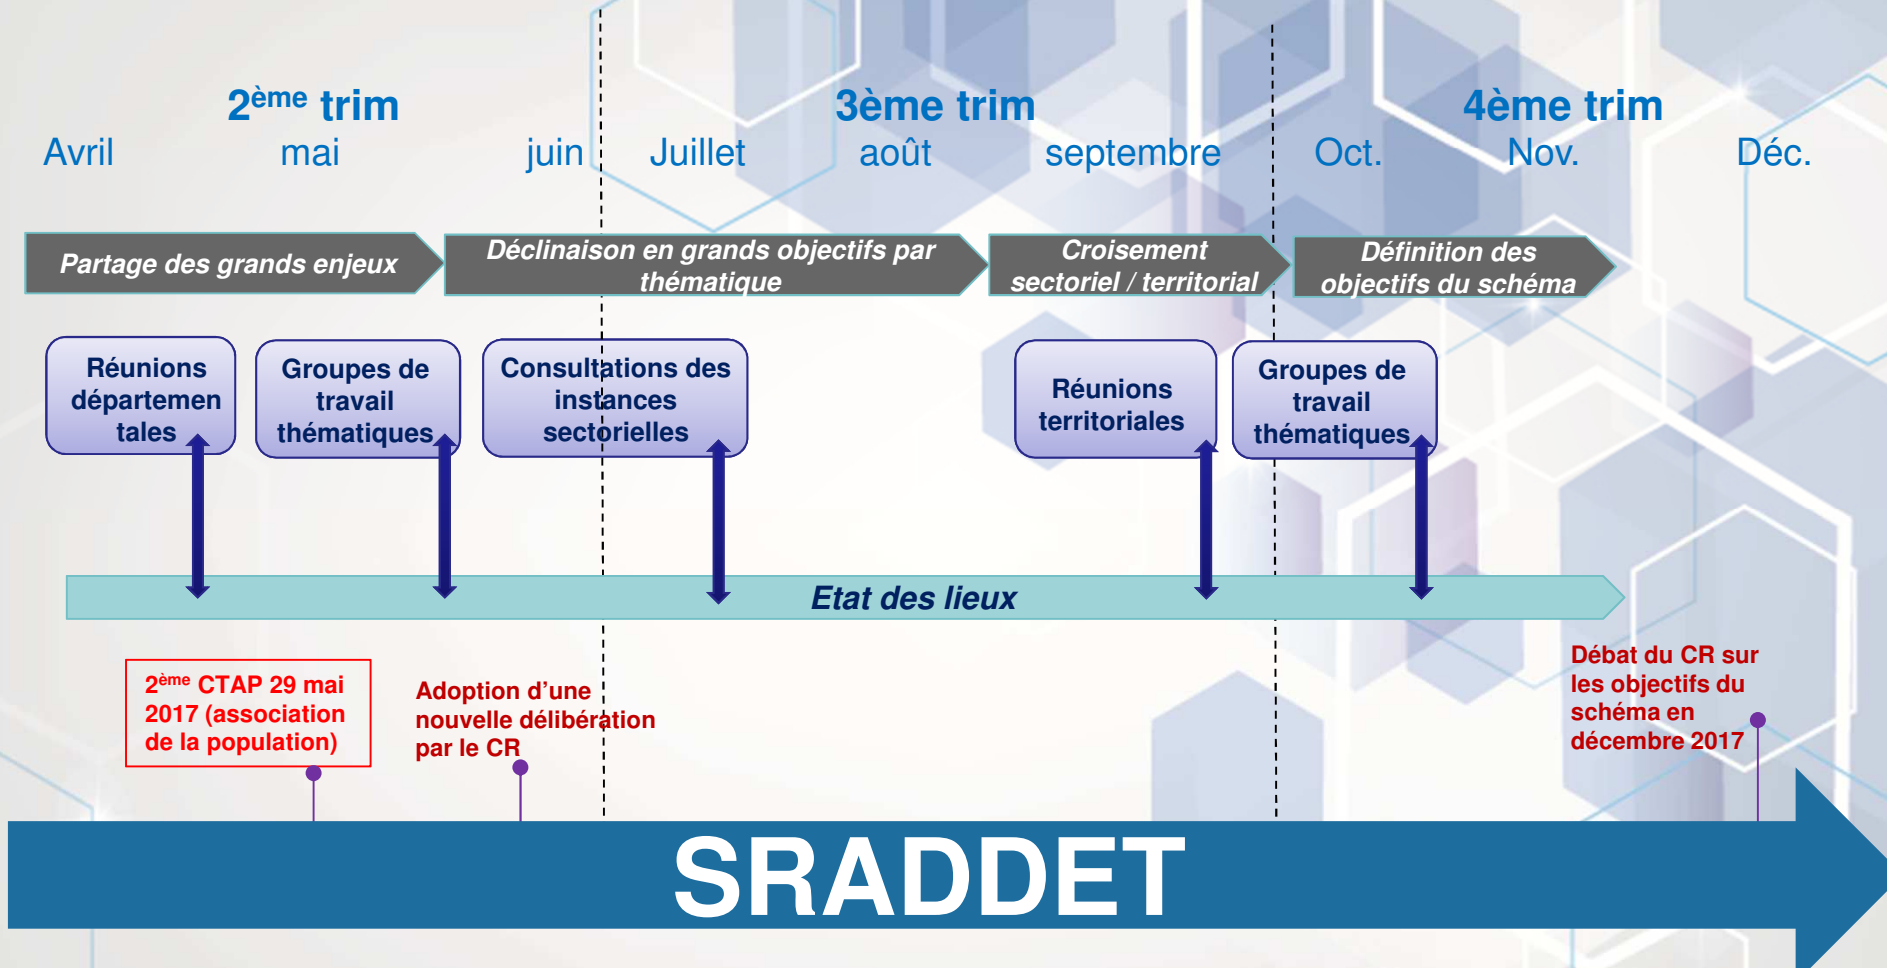 2ème trim
3ème trim
4ème trim
Avril
mai
juin
Juillet
août
septembre
Oct.
Nov.
Déc.
Partage des grands enjeux
Déclinaison en grands objectifs par
thématique
Croisement
sectoriel / territorial
Définition des
objectifs du schéma
Réunions
départemen
tales
Groupes de
travail
thématiques
Consultations des
instances
sectorielles
Réunions
territoriales
Groupes de
travail
thématiques
Etat des lieux
2ème CTAP 29 mai
2017 (association
de la population)
Adoption d’une
nouvelle délibération
par le CR
Débat du CR sur
les objectifs du
schéma en
décembre 2017
SRADDET